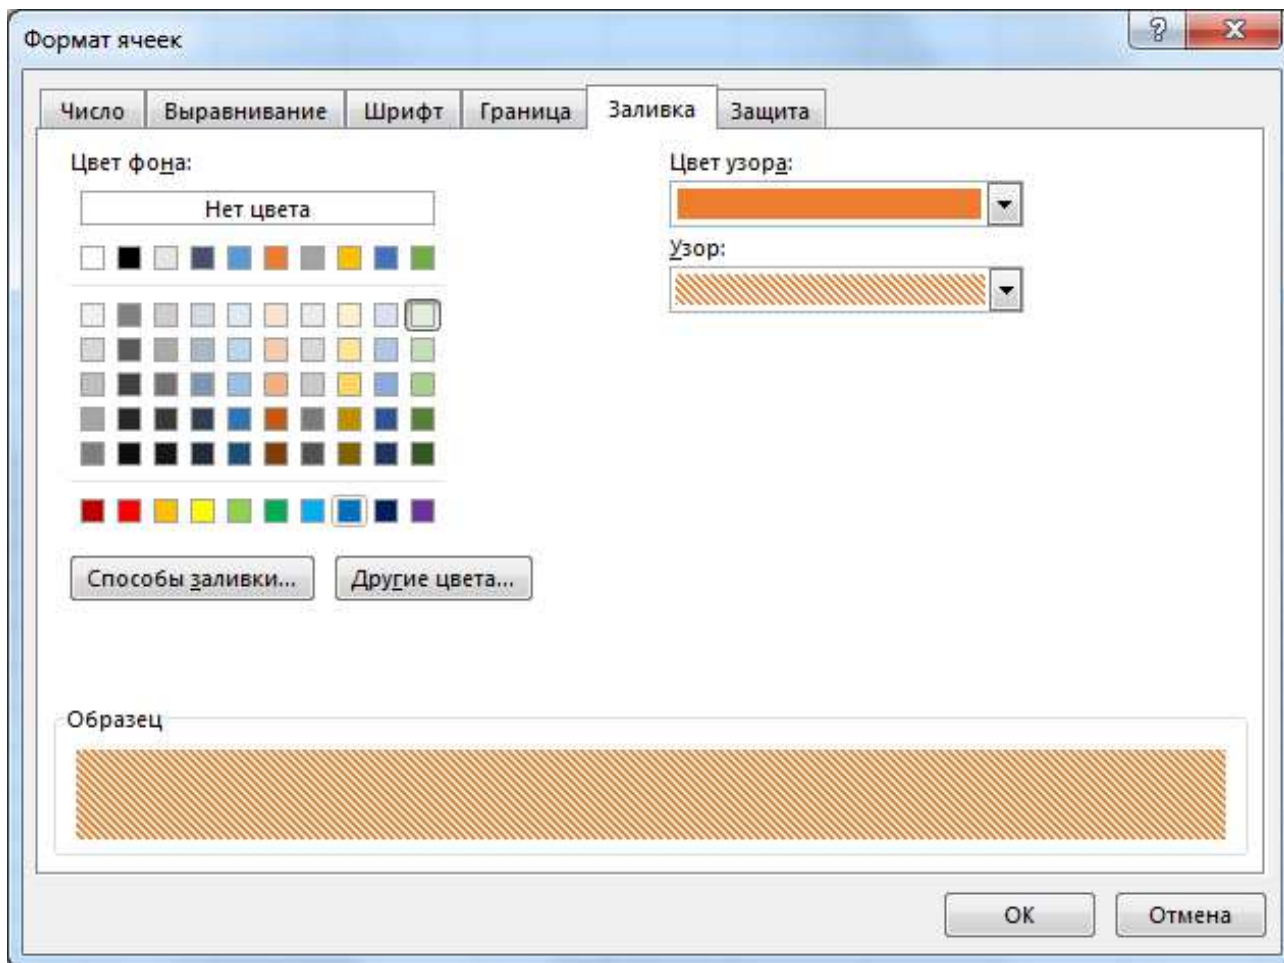 Формат ячеек
Число Выравнивание Шрифт Граница Заливка Защита
Цвет фона:
Нет цвета
Цвет узора:
Узор:
Способы заливки... Другие цвета...
Образец
ОК Отмена